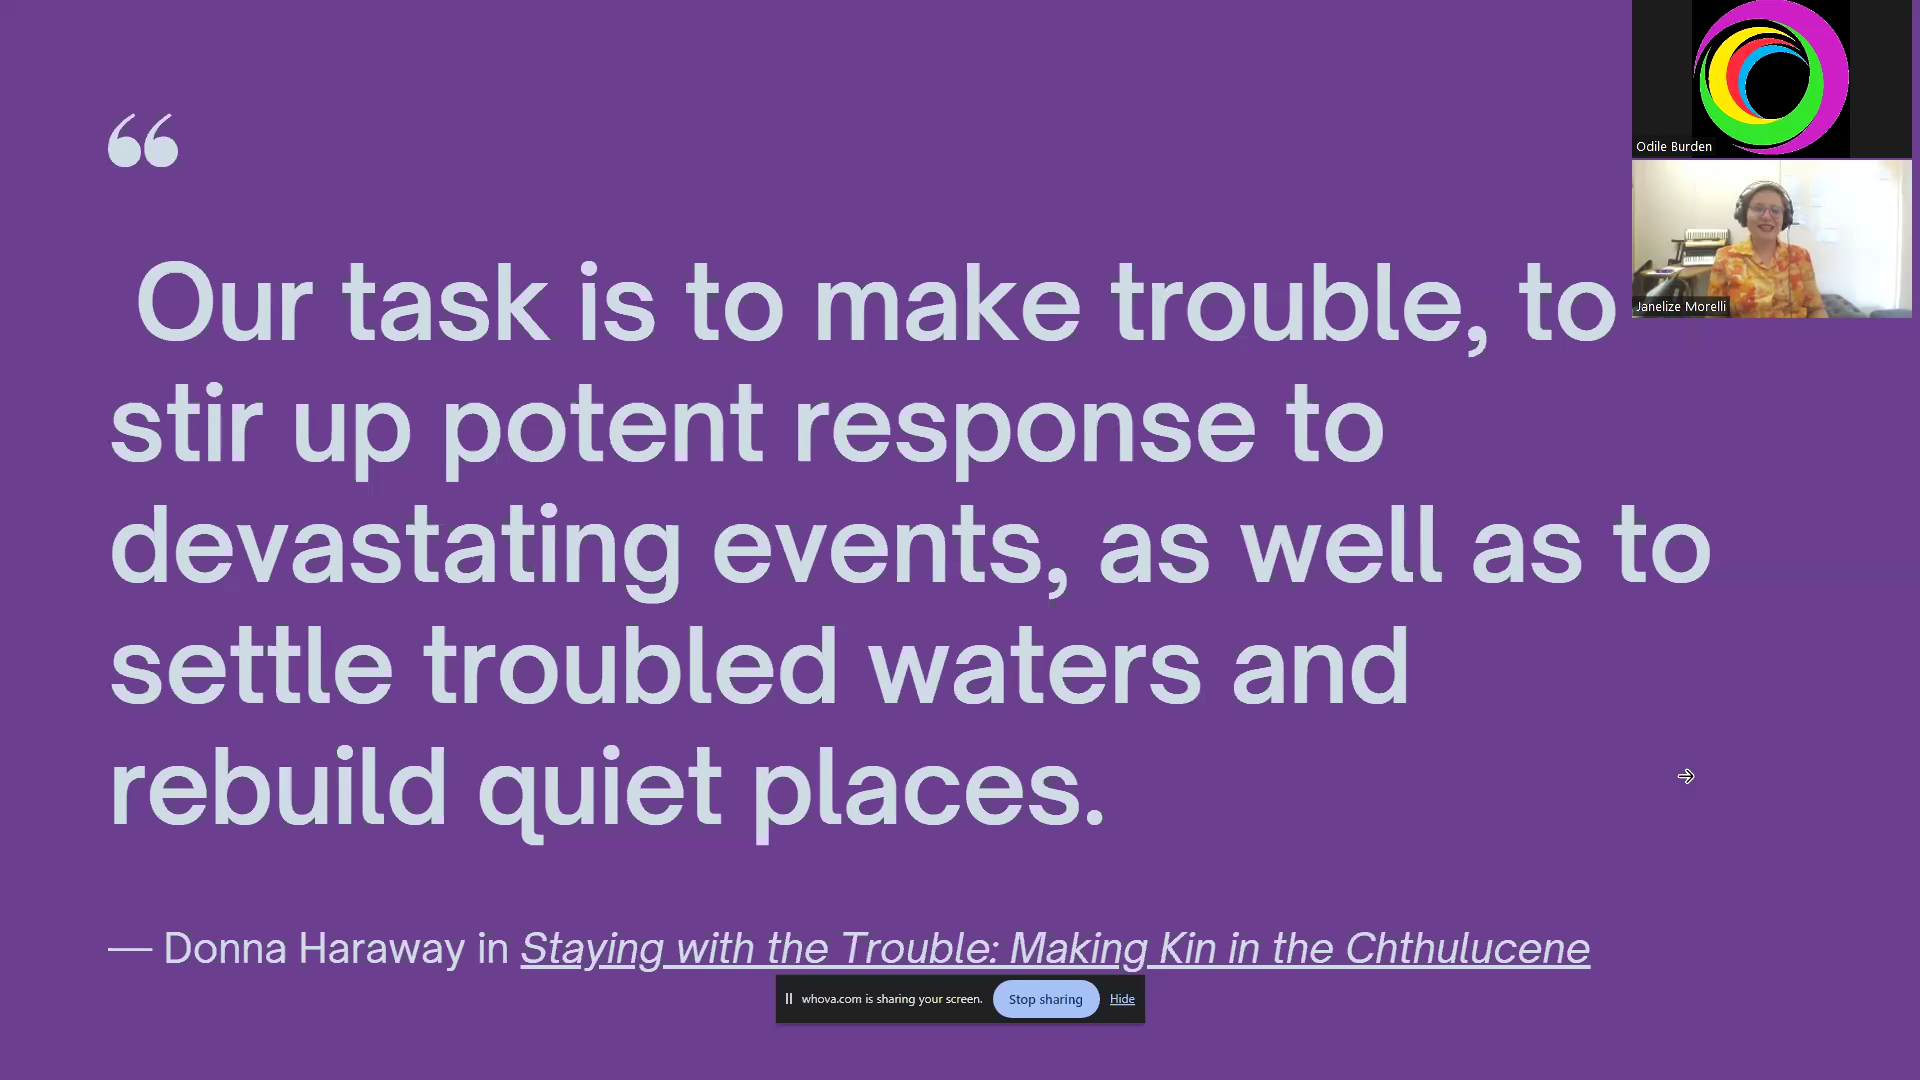 “
Our task is to make trouble, to
stir up potent response to
devastating events, as well as to
settle troubled waters and
rebuild quiet places.
— Donna Haraway in Staying with the Trouble: Making Kin in the Chthulucene
Odile Burden
Janelize Morelli
whova.com is sharing your screen. Stop sharing Hide